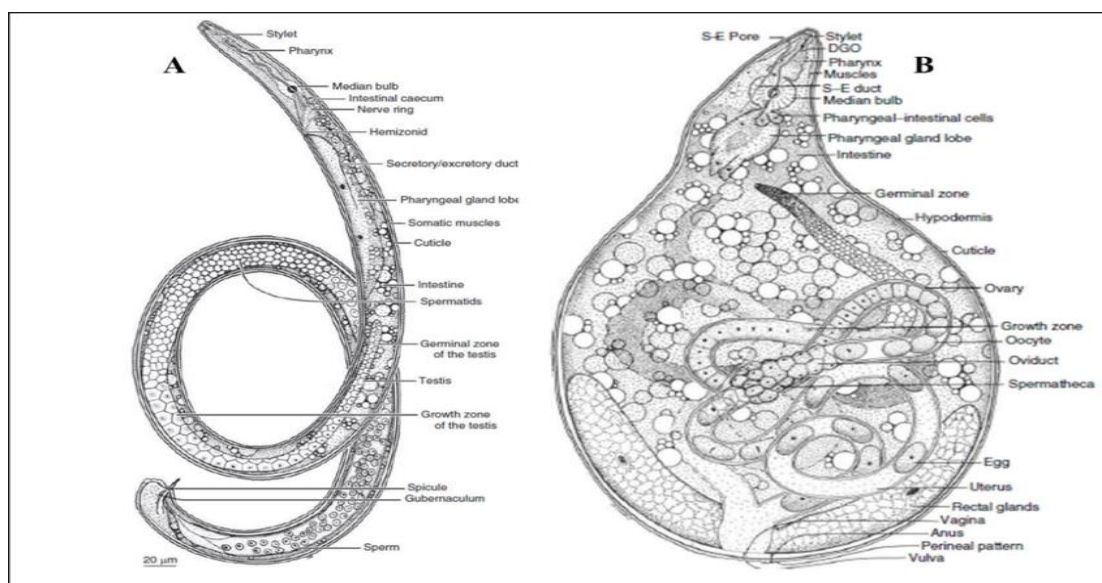 A
Stylet
Pharynx
Median bulb
Intestinal caecum
Nerve ring
Hemizonid
Secretory/excretory duct
Pharyngeal gland lobe
Somatic muscles
Cuticle
Intestine
Spermatids
Germinal zone
of the testis
Testis
Growth zone
of the testis
Spicule
Gubernaculum
Sperm
20 µm
B
S-E Pore
Stylet
DGO
Pharynx
Muscles
S-E duct
Median bulb
Pharyngeal-intestinal cells
Pharyngeal gland lobe
Intestine
Germinal zone
Hypodermis
Cuticle
Ovary
Growth zone
Oocyte
Oviduct
Spermatheca
Egg
Uterus
Rectal glands
Vagina
Anus
Perineal pattern
Vulva